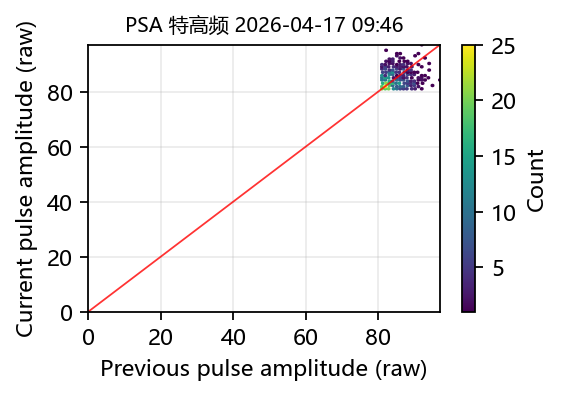 PSA 特高频 2026-04-17 09:46
Current pulse amplitude (raw)
80
60
40
20
0
0 20 40 60 80
Previous pulse amplitude (raw)
25
20
15
10
5
Count